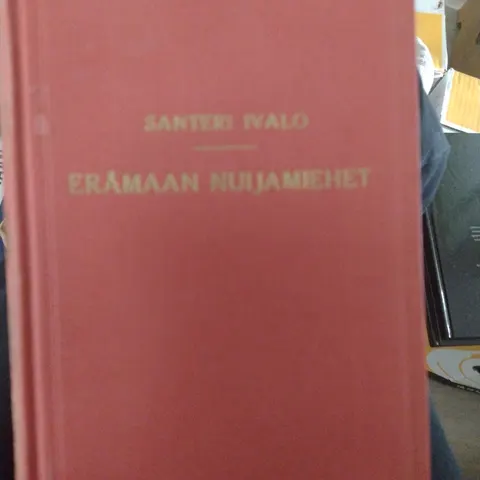 SANTERI IVALO
ERÄMAAN NUIJAMIEHET